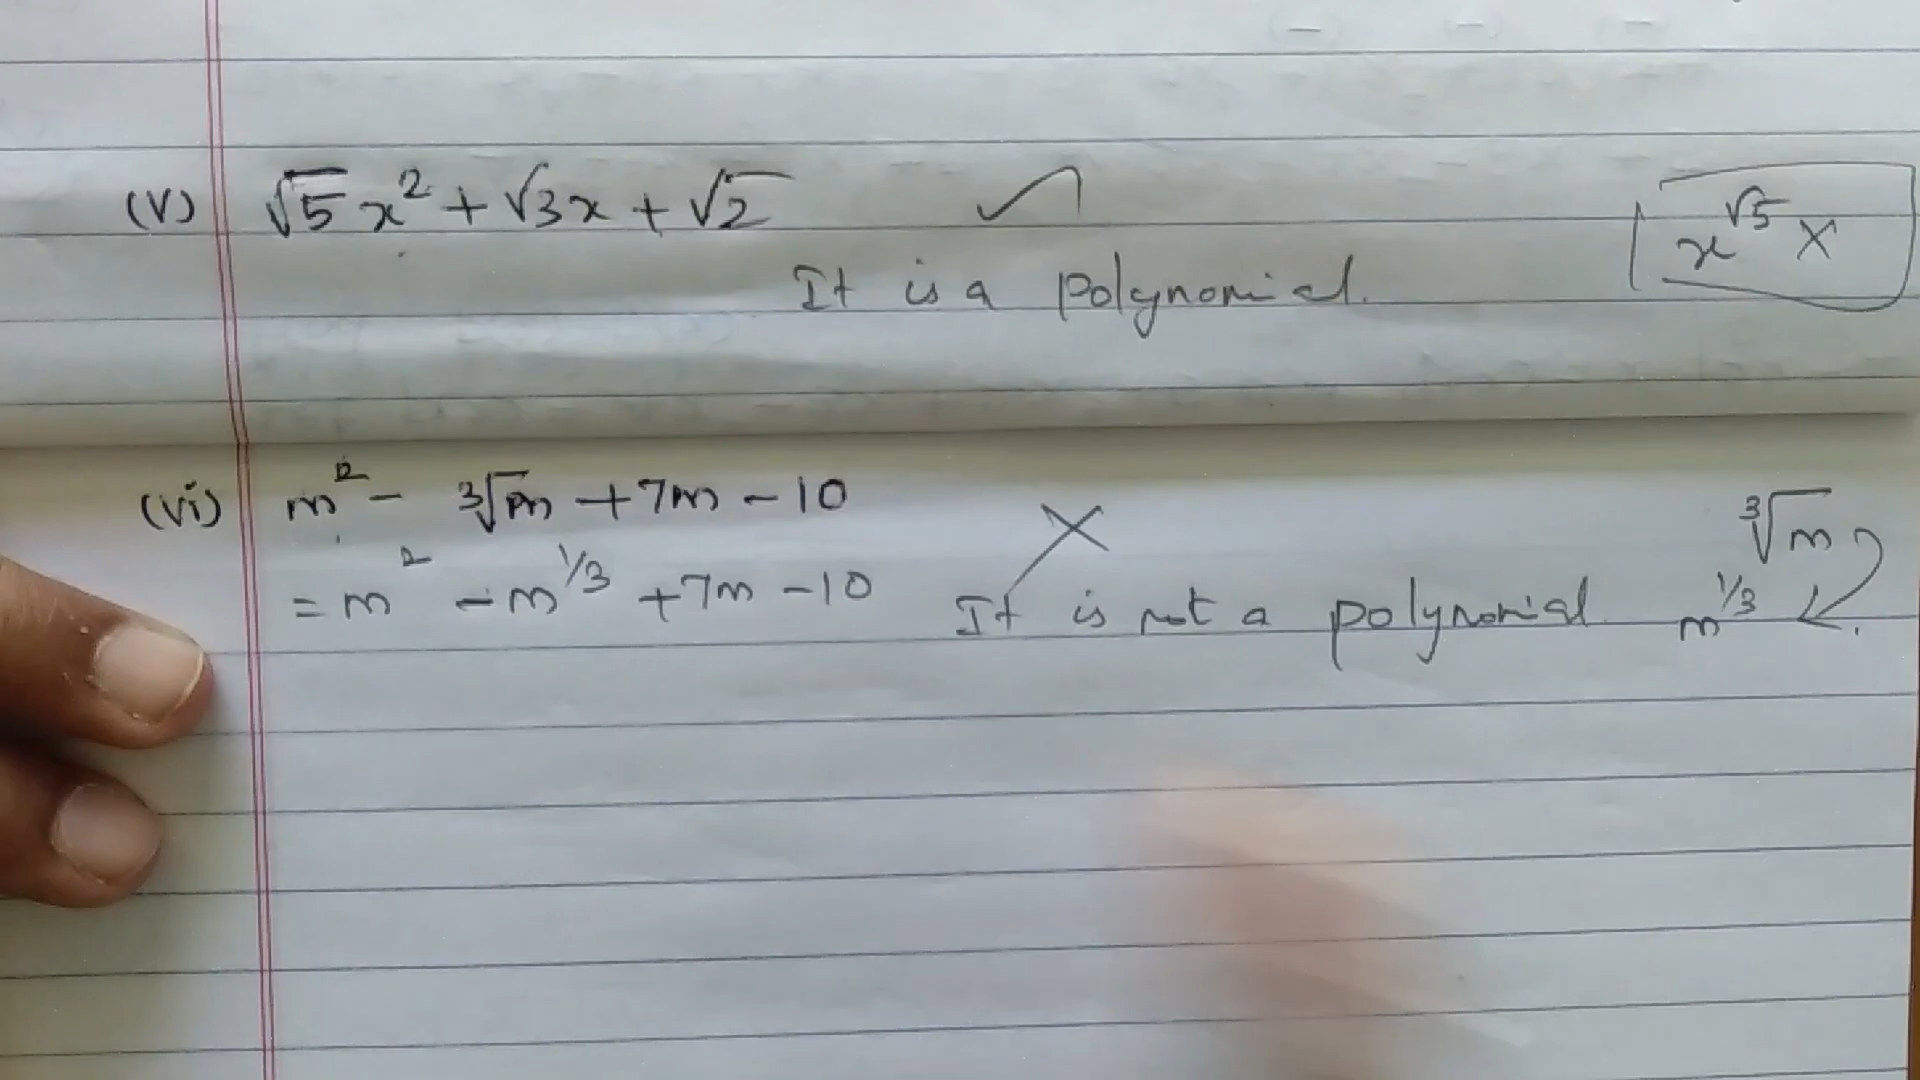 (V) √5 x² + √3x + √2
x^√5 ×
It is a polynomial.
(vi) m² - ∛m + 7m - 10
∛m
= m² - m^1/3 + 7m - 10
It is not a polynomial
m^1/3